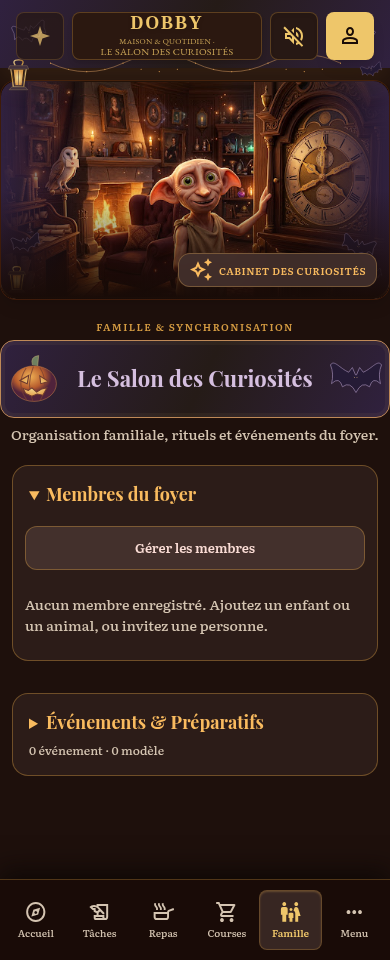 DOBBY
MAISON & QUOTIDIEN ·
LE SALON DES CURIOSITÉS
CABINET DES CURIOSITÉS
FAMILLE & SYNCHRONISATION
Le Salon des Curiosités
Organisation familiale, rituels et événements du foyer.
▼ Membres du foyer
Gérer les membres
Aucun membre enregistré. Ajoutez un enfant ou
un animal, ou invitez une personne.
▶ Événements & Préparatifs
0 événement · 0 modèle
Accueil Tâches Repas Courses Famille Menu